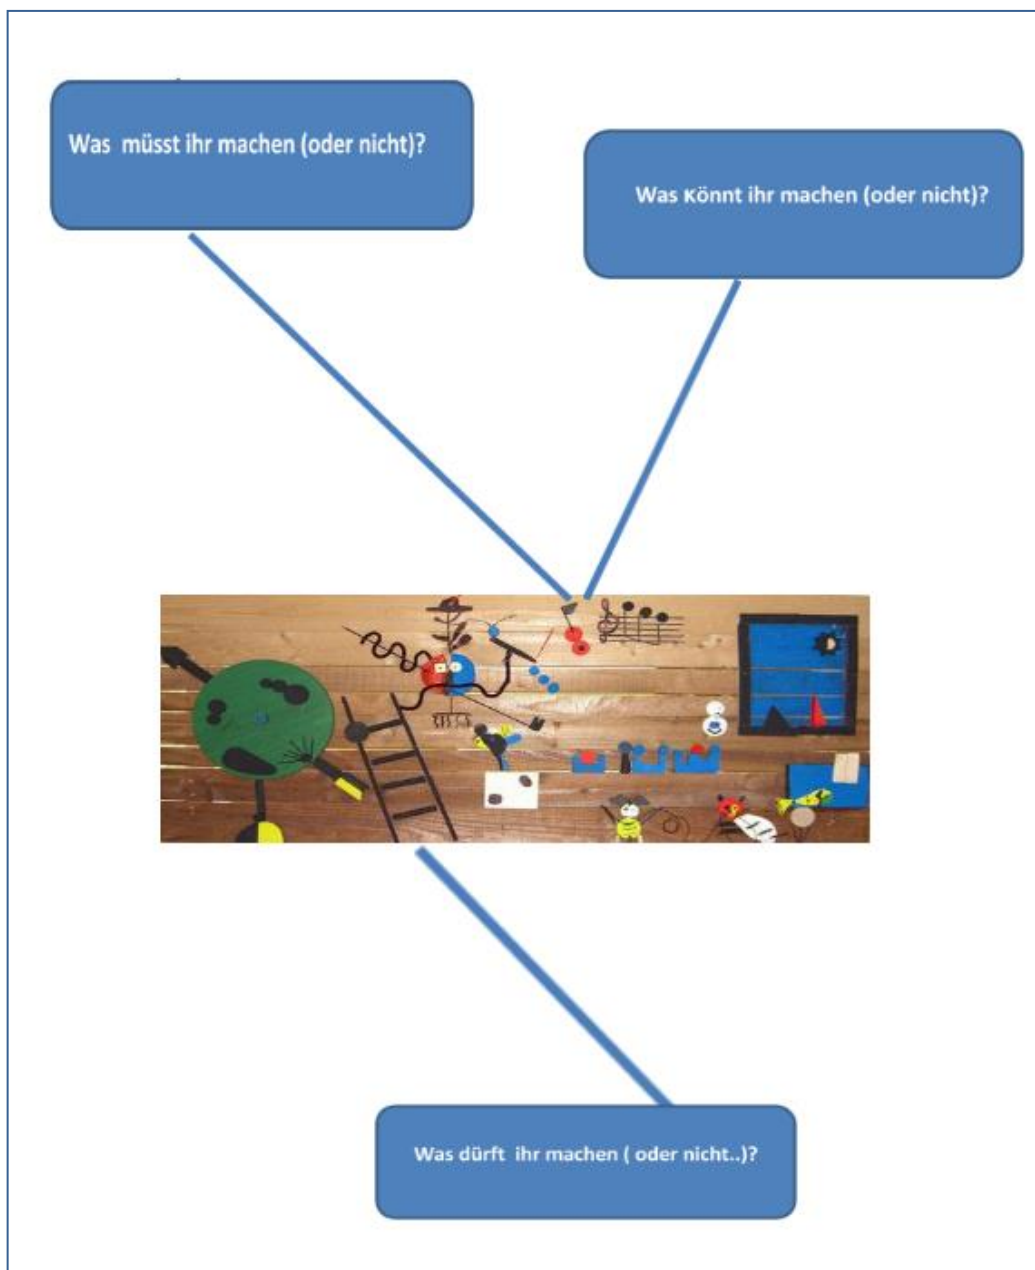 Was müsst ihr machen (oder nicht)?
Was Könnt ihr machen (oder nicht)?
Was dürft ihr machen ( oder nicht..)?